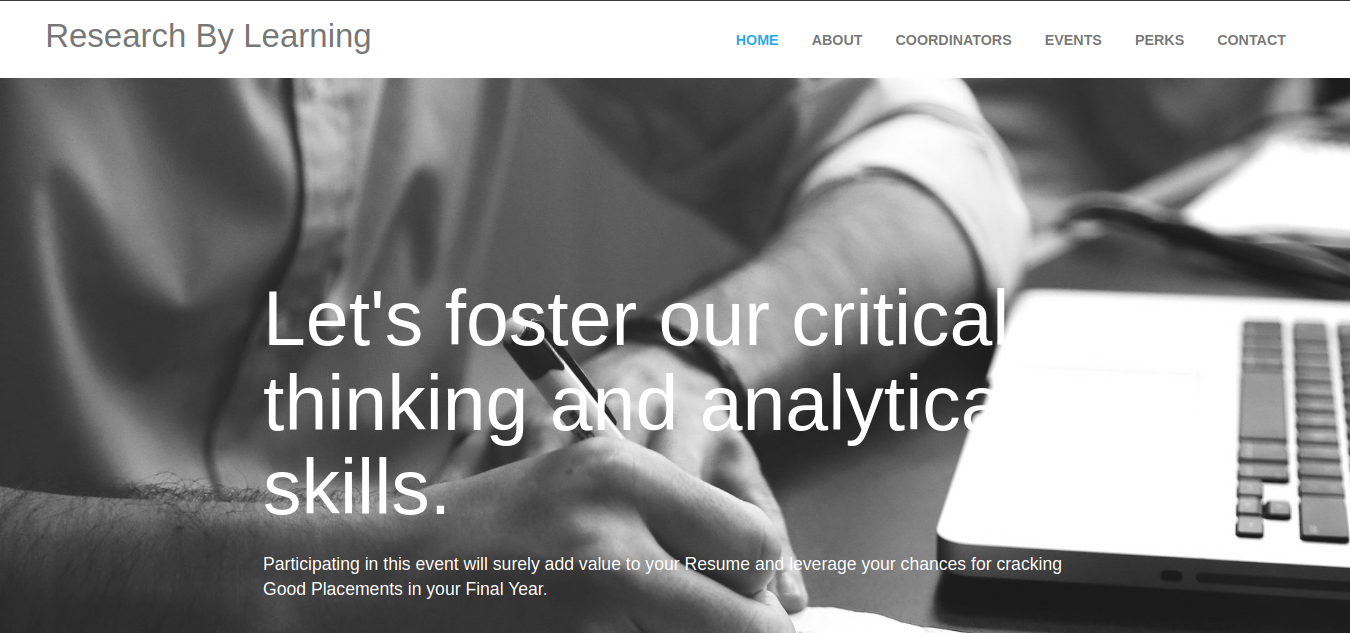 Research By Learning
HOME ABOUT COORDINATORS EVENTS PERKS CONTACT
Let's foster our critical
thinking and analytical
skills.
Participating in this event will surely add value to your Resume and leverage your chances for cracking
Good Placements in your Final Year.